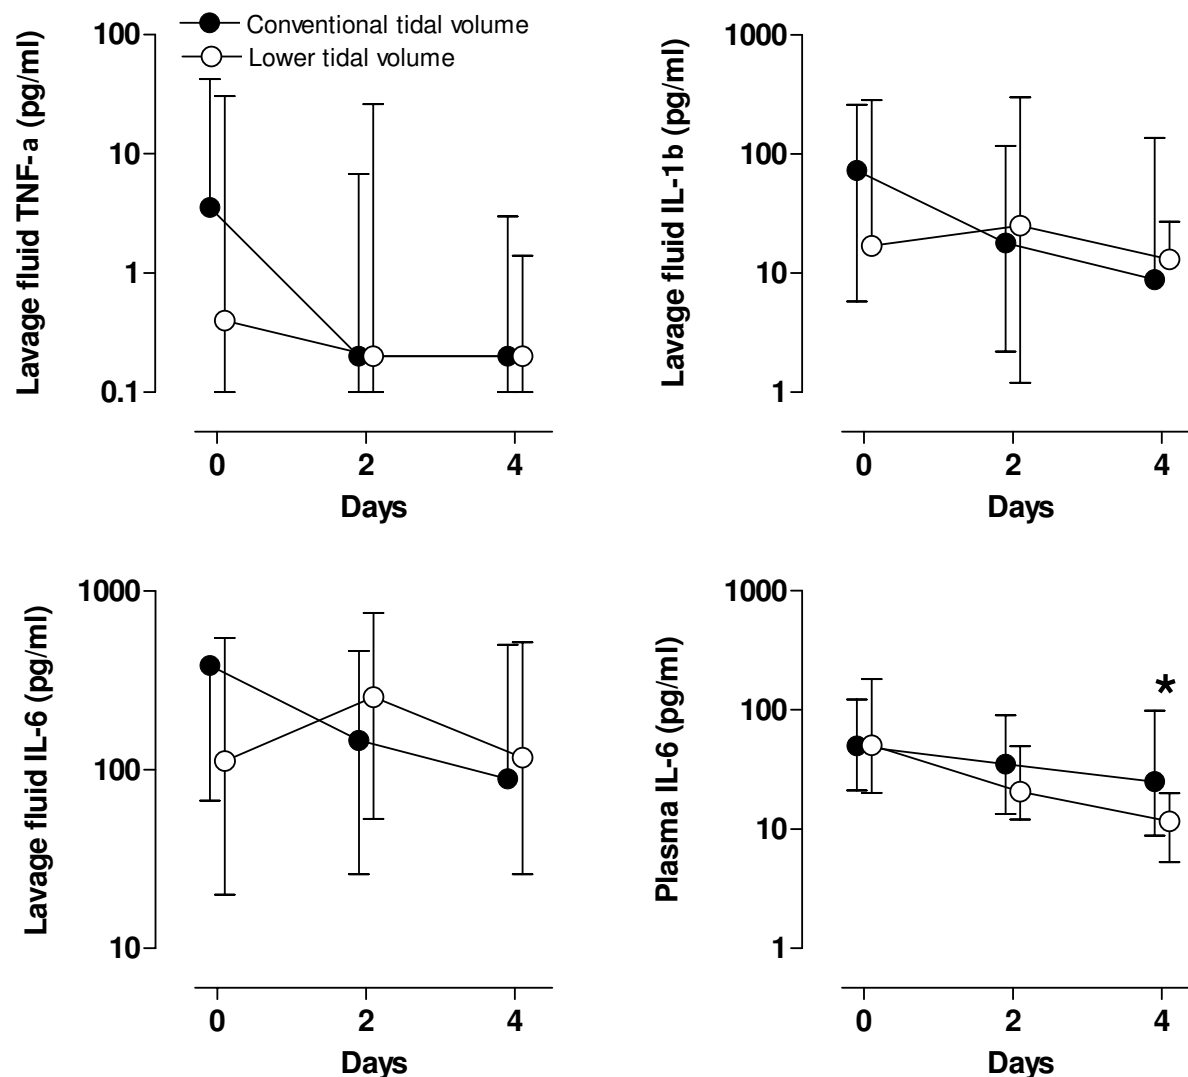 Conventional tidal volume
Lower tidal volume
Lavage fluid TNF-a (pg/ml)
100
10
1
0.1
0 2 4
Days
Lavage fluid IL-1b (pg/ml)
1000
100
10
1
0 2 4
Days
Lavage fluid IL-6 (pg/ml)
1000
100
10
0 2 4
Days
Plasma IL-6 (pg/ml)
1000
100
10
1
*
0 2 4
Days